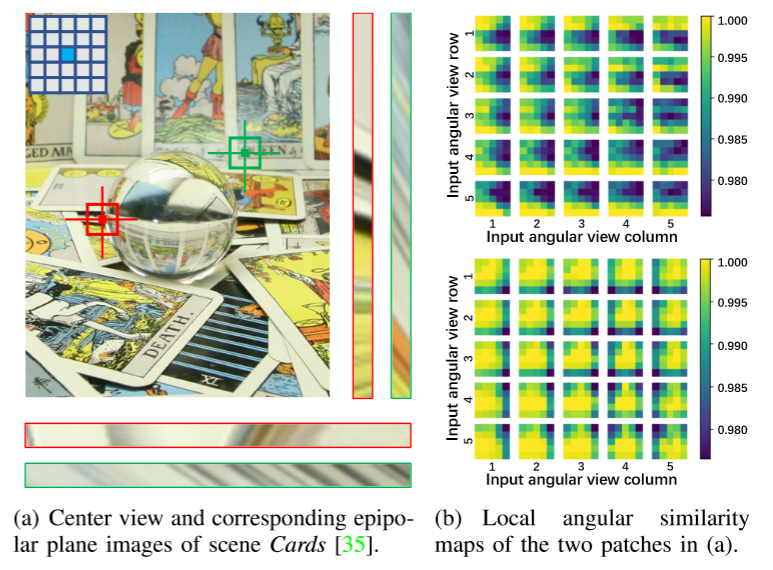 GED MA
QUEEN
DEATH.
IX
(a) Center view and corresponding epipo-
lar plane images of scene Cards [35].
Input angular view row
1
2
3
4
5
1 2 3 4 5
Input angular view column
1.000
0.995
0.990
0.985
0.980
Input angular view row
1
2
3
4
5
1 2 3 4 5
Input angular view column
1.000
0.995
0.990
0.985
0.980
(b) Local angular similarity
maps of the two patches in (a).